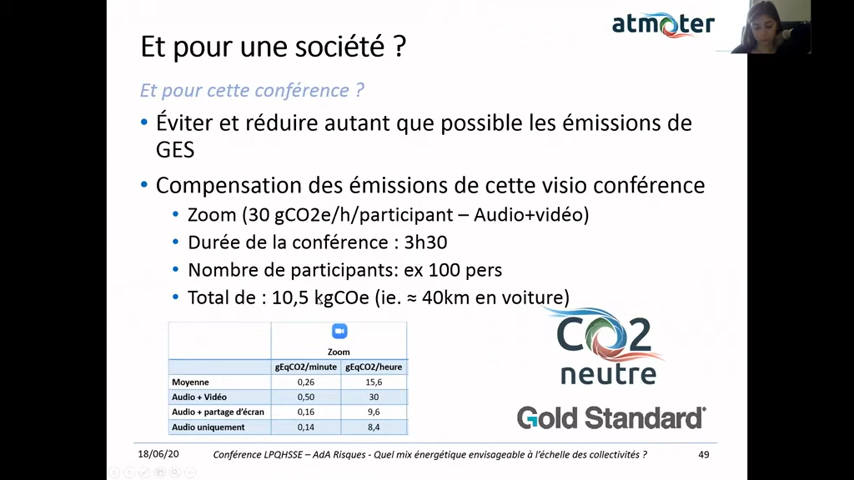 atmoter
Et pour une société ?
Et pour cette conférence ?
• Éviter et réduire autant que possible les émissions de
GES
• Compensation des émissions de cette visio conférence
• Zoom (30 gCO2e/h/participant – Audio+vidéo)
• Durée de la conférence : 3h30
• Nombre de participants: ex 100 pers
• Total de : 10,5 kgCOe (ie. ≈ 40km en voiture)
Zoom
gEqCO2/minute gEqCO2/heure
Moyenne 0,26 15,6
Audio + Vidéo 0,50 30
Audio + partage d'écran 0,16 9,6
Audio uniquement 0,14 8,4
CO2
neutre
Gold Standard®
18/06/20 Conférence LPQHSSE – AdA Risques - Quel mix énergétique envisageable à l'échelle des collectivités ? 49